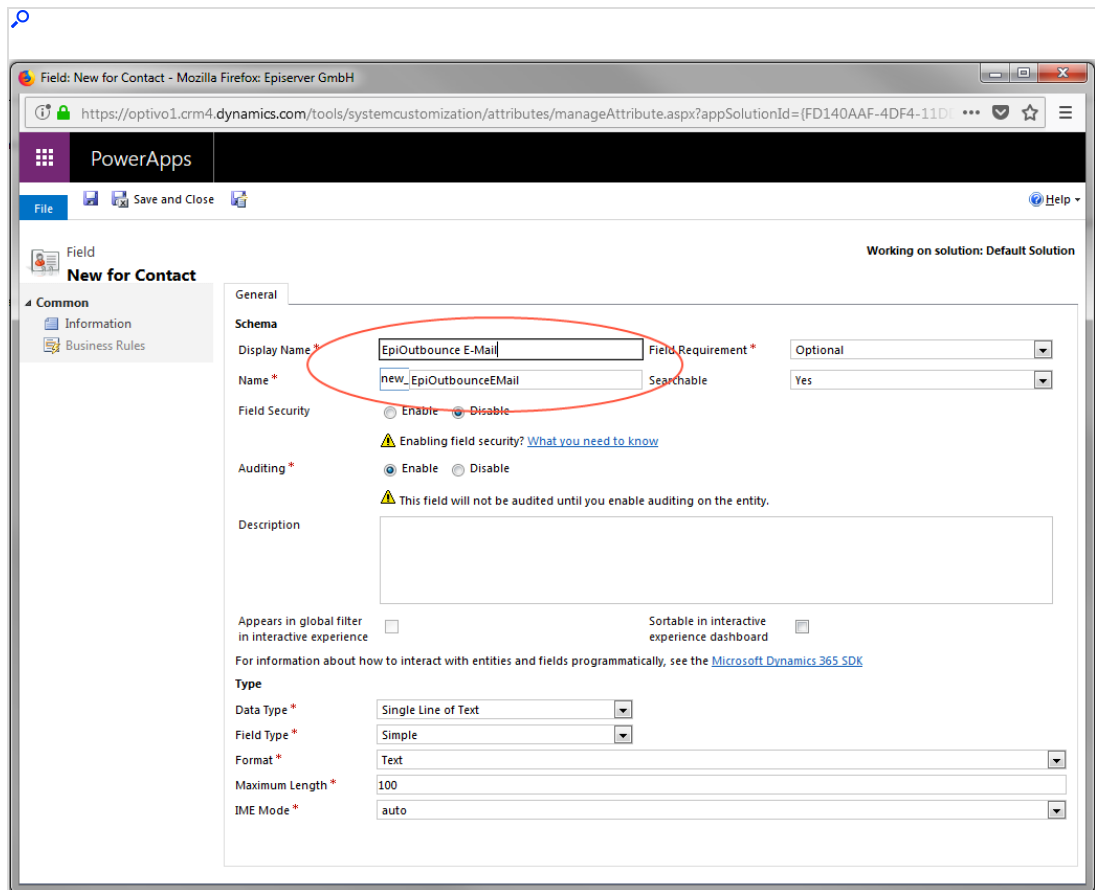 Field: New for Contact - Mozilla Firefox: Episerver GmbH
https://optivo1.crm4.dynamics.com/tools/systemcustomization/attributes/manageAttribute.aspx?appSolutionId={FD140AAF-4DF4-11D
PowerApps
File Save and Close Help
Field
New for Contact
Working on solution: Default Solution
Common
Information
Business Rules
General
Schema
Display Name * EpiOutbounce E-Mail Field Requirement * Optional
Name * new_ EpiOutbounceEMail Searchable Yes
Field Security Enable Disable
Enabling field security? What you need to know
Auditing * Enable Disable
This field will not be audited until you enable auditing on the entity.
Description
Appears in global filter
in interactive experience
Sortable in interactive
experience dashboard
For information about how to interact with entities and fields programmatically, see the Microsoft Dynamics 365 SDK
Type
Data Type * Single Line of Text
Field Type * Simple
Format * Text
Maximum Length * 100
IME Mode * auto